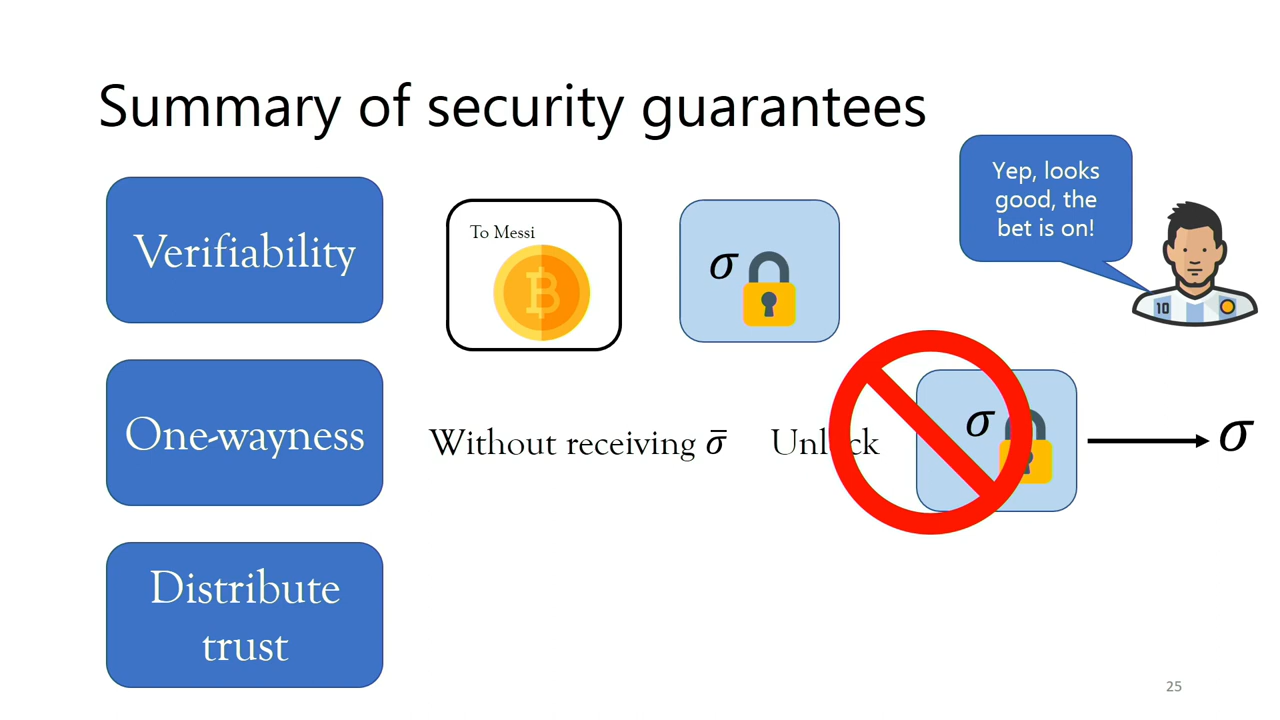 Summary of security guarantees
Yep, looks
good, the
bet is on!
Verifiability
To Messi
σ
10
One-wayness
Without receiving σ̄
Unlock
σ
σ
Distribute
trust
25